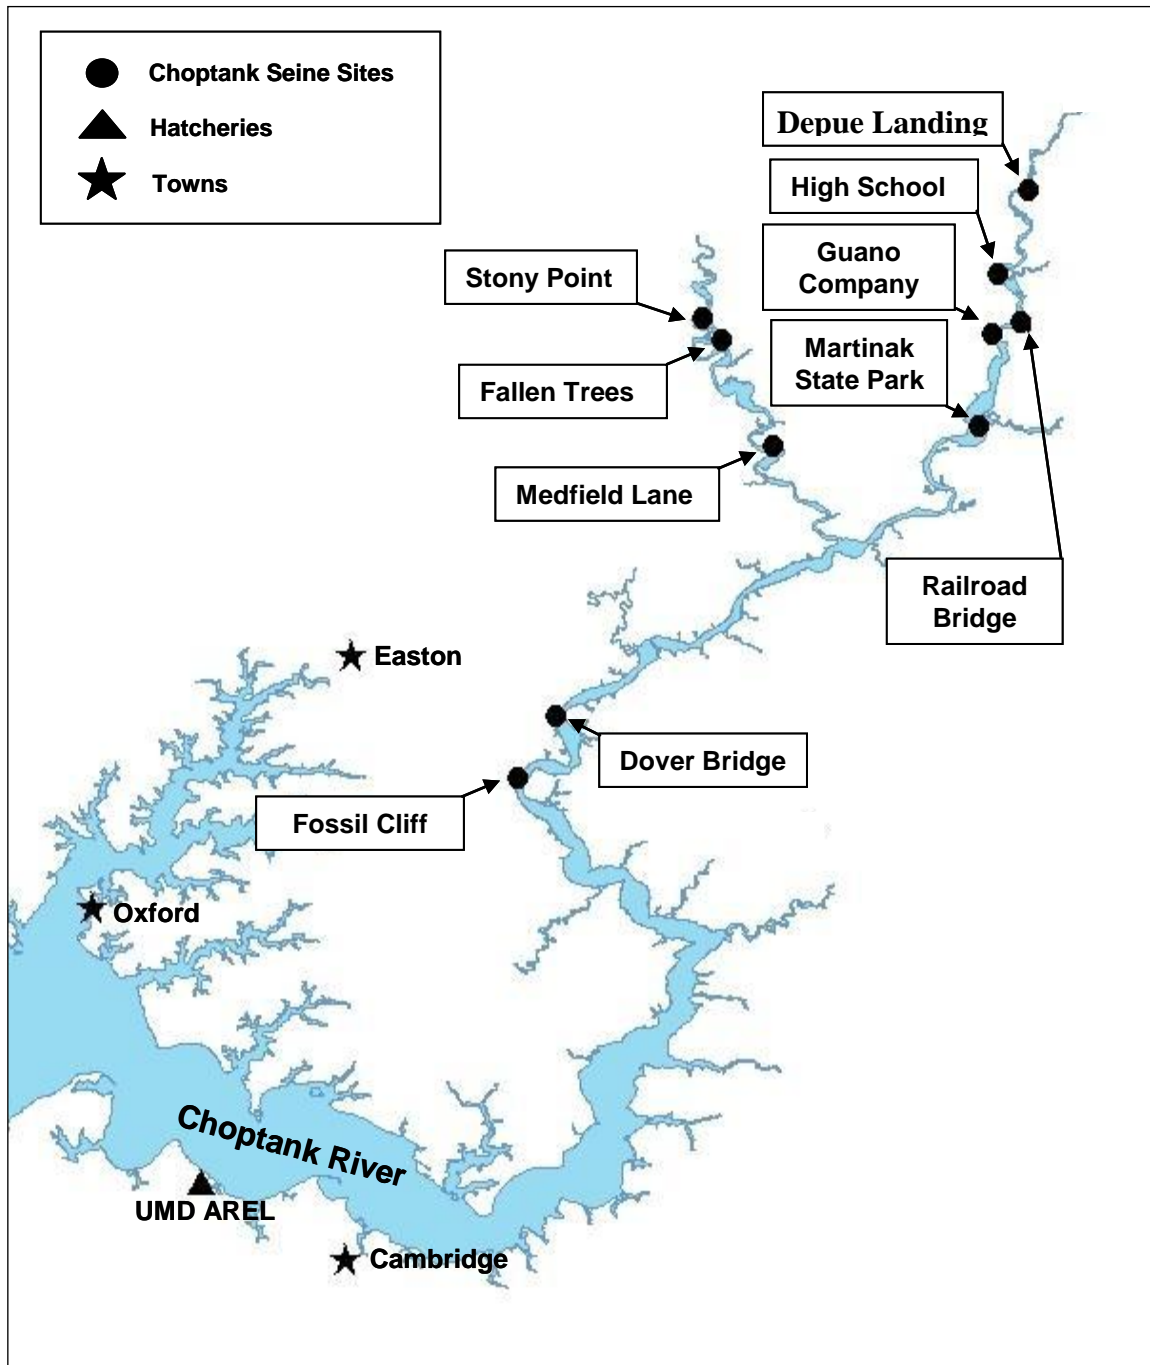 Choptank Seine Sites
Hatcheries
Towns
Depue Landing
High School
Guano
Company
Stony Point
Martinak
State Park
Fallen Trees
Medfield Lane
Railroad
Bridge
Easton
Dover Bridge
Fossil Cliff
Oxford
Choptank River
UMD AREL
Cambridge